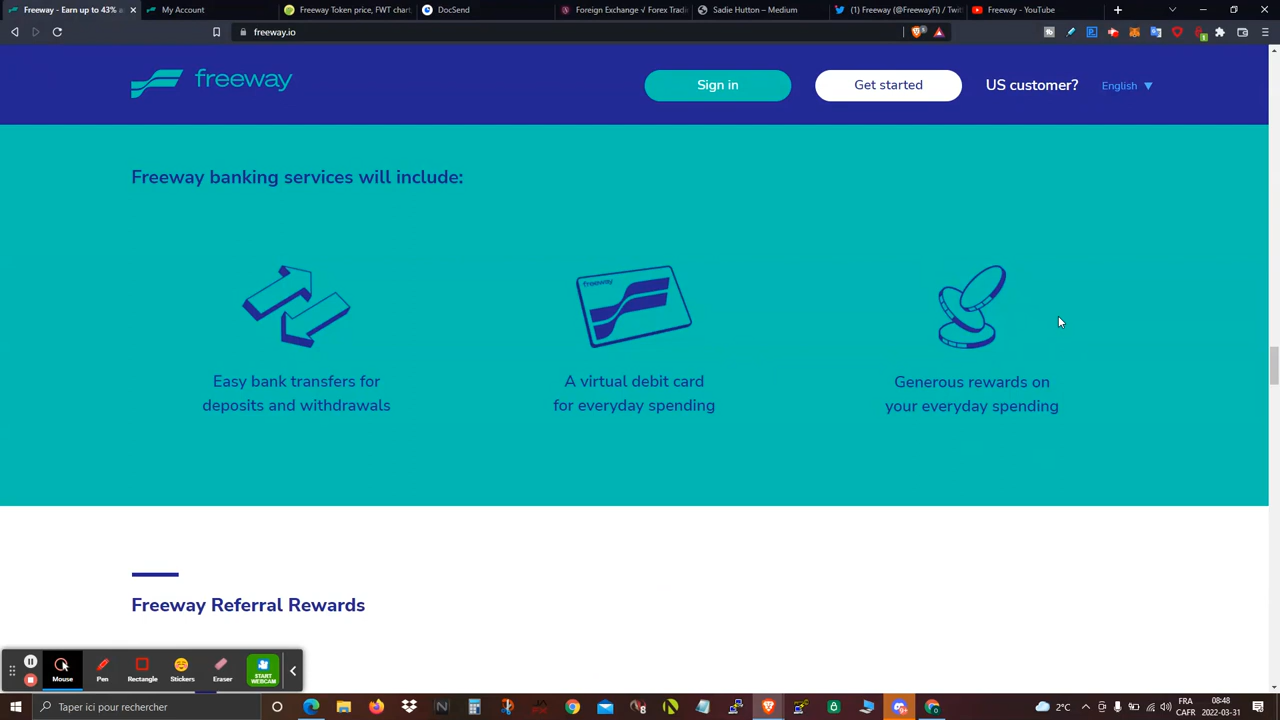 Freeway - Earn up to 43% a
My Account
Freeway Token price, FWT chart,
DocSend
Foreign Exchange √ Forex Tradi
Sadie Hutton – Medium
(1) Freeway (@FreewayFi) / Twitt
Freeway - YouTube
freeway.io
freeway
Sign in
Get started
US customer?
English
Freeway banking services will include:
freeway
Easy bank transfers for
deposits and withdrawals
A virtual debit card
for everyday spending
Generous rewards on
your everyday spending
Freeway Referral Rewards
Mouse
Pen
Rectangle
Stickers
Eraser
START
WEBCAM
Taper ici pour rechercher
2°C
FRA
CAFR
08:48
2022-03-31